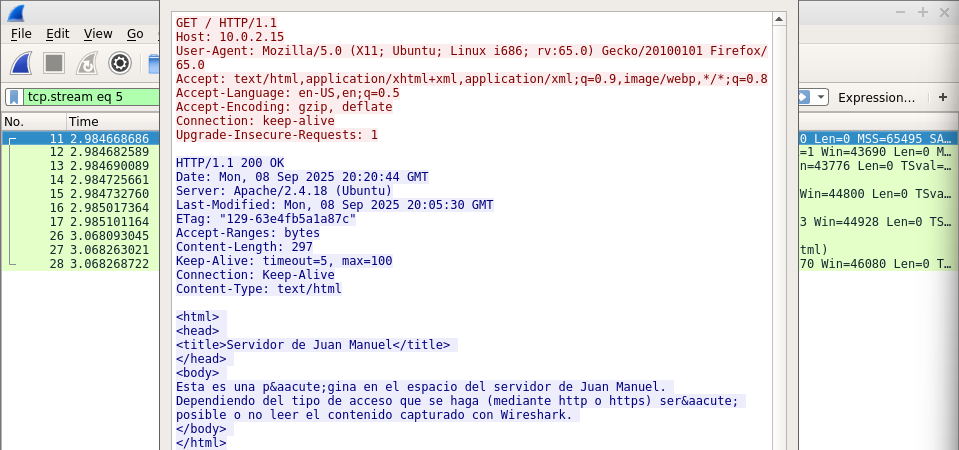 File Edit View Go
tcp.stream eq 5
Expression… +
No. Time
11 2.984668686
12 2.984682589
13 2.984690089
14 2.984725661
15 2.984732760
16 2.985017364
17 2.985101164
26 3.068093045
27 3.068263021
28 3.068268722
GET / HTTP/1.1
Host: 10.0.2.15
User-Agent: Mozilla/5.0 (X11; Ubuntu; Linux i686; rv:65.0) Gecko/20100101 Firefox/
65.0
Accept: text/html,application/xhtml+xml,application/xml;q=0.9,image/webp,*/*;q=0.8
Accept-Language: en-US,en;q=0.5
Accept-Encoding: gzip, deflate
Connection: keep-alive
Upgrade-Insecure-Requests: 1
HTTP/1.1 200 OK
Date: Mon, 08 Sep 2025 20:20:44 GMT
Server: Apache/2.4.18 (Ubuntu)
Last-Modified: Mon, 08 Sep 2025 20:05:30 GMT
ETag: "129-63e4fb5a1a87c"
Accept-Ranges: bytes
Content-Length: 297
Keep-Alive: timeout=5, max=100
Connection: Keep-Alive
Content-Type: text/html
<html>
<head>
<title>Servidor de Juan Manuel</title>
</head>
<body>
Esta es una p&aacute;gina en el espacio del servidor de Juan Manuel.
Dependiendo del tipo de acceso que se haga (mediante http o https) ser&aacute;
posible o no leer el contenido capturado con Wireshark.
</body>
</html>
0 Len=0 MSS=65495 SA…
=1 Win=43690 Len=0 M…
n=43776 Len=0 TSval=…
Win=44800 Len=0 TSva…
3 Win=44928 Len=0 TS…
tml)
70 Win=46080 Len=0 T…